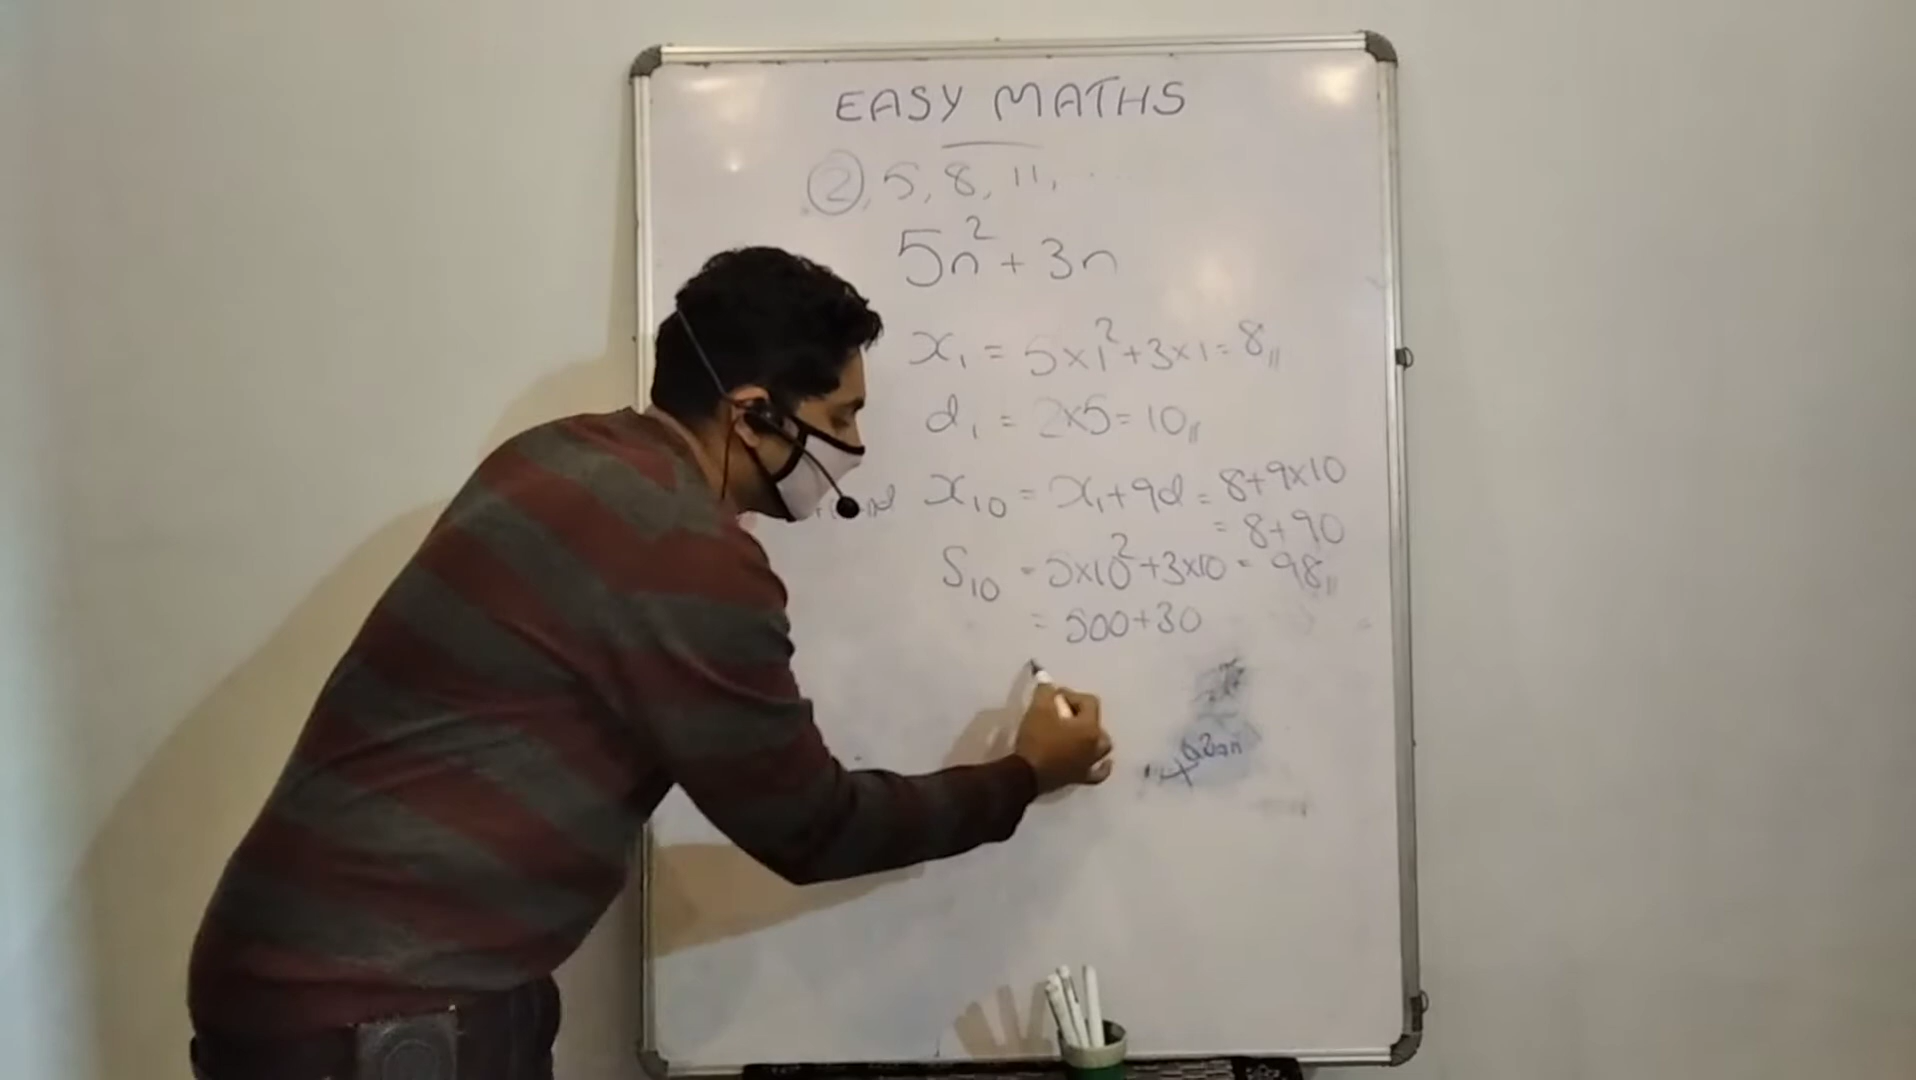 EASY MATHS
2, 5, 8, 11, ....
5n² + 3n
x₁ = 5×1²+3×1 = 8
d₁ = 2×5 = 10
x₁₀ = x₁+9d = 8+9×10
= 8+90
S₁₀ = 5×10²+3×10 = 98
= 500+30